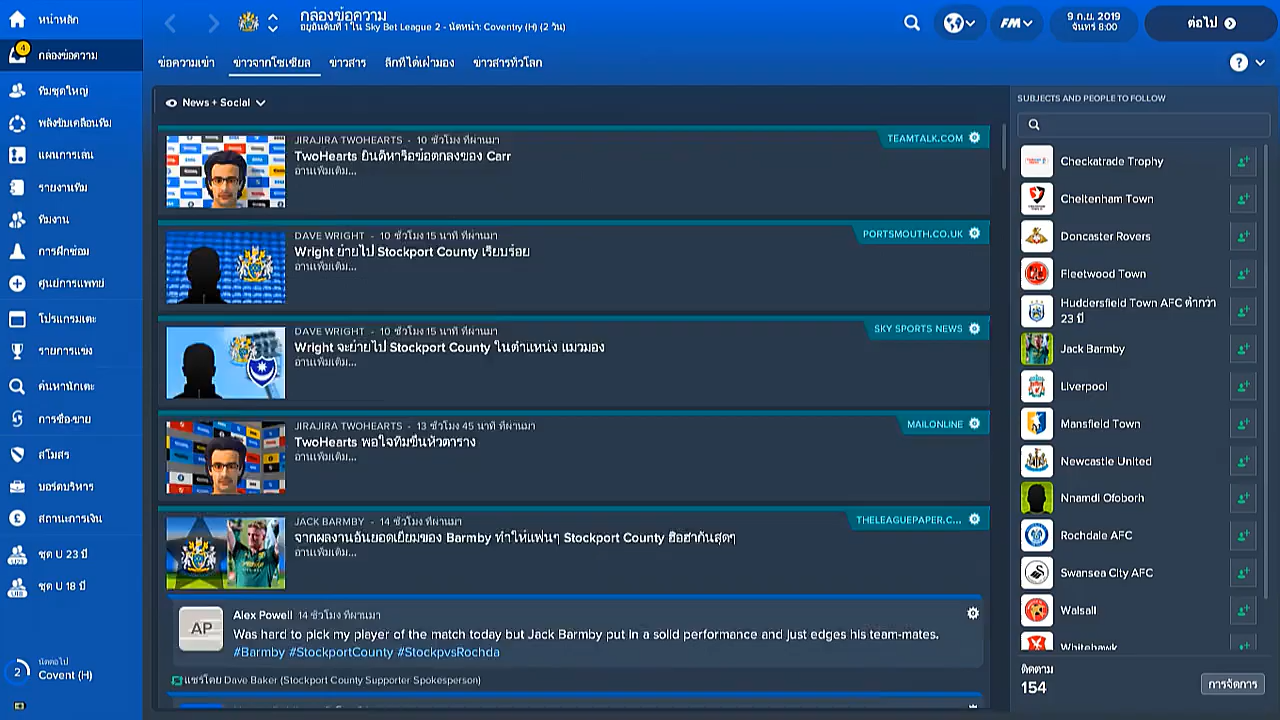 หน้าหลัก
4
กล่องข้อความ
ทีมชุดใหญ่
พลังขับเคลื่อนทีม
แผนการเล่น
รายงานทีม
ทีมงาน
การฝึกซ้อม
ศูนย์การแพทย์
โปรแกรมเตะ
รายการแข่ง
ค้นหานักเตะ
การซื้อ-ขาย
สโมสร
บอร์ดบริหาร
สถานะการเงิน
U23
ชุด U 23 ปี
U18
ชุด U 18 ปี
2
นัดต่อไป
Covent (H)
กล่องข้อความ
อยู่อันดับที่ 1 ใน Sky Bet League 2 - นัดหน้า: Coventry (H) (2 วัน)
FM
9 ก.ย. 2019
จันทร์ 8:00
ต่อไป
ข้อความเข้า
ข่าวจากโซเชียล
ข่าวสาร
ลีกที่ได้เฝ้ามอง
ข่าวสารทั่วโลก
?
News + Social
JIRAJIRA TWOHEARTS - 10 ชั่วโมง ที่ผ่านมา
TEAMTALK.COM
TwoHearts ยินดีหารือข้อตกลงของ Carr
อ่านเพิ่มเติม...
DAVE WRIGHT - 10 ชั่วโมง 15 นาที ที่ผ่านมา
PORTSMOUTH.CO.UK
Wright ย้ายไป Stockport County เรียบร้อย
อ่านเพิ่มเติม...
DAVE WRIGHT - 10 ชั่วโมง 15 นาที ที่ผ่านมา
SKY SPORTS NEWS
Wright จะย้ายไป Stockport County ในตำแหน่ง แมวมอง
อ่านเพิ่มเติม...
JIRAJIRA TWOHEARTS - 13 ชั่วโมง 45 นาที ที่ผ่านมา
MAILONLINE
TwoHearts พอใจทีมขึ้นหัวตาราง
อ่านเพิ่มเติม...
JACK BARMBY - 14 ชั่วโมง ที่ผ่านมา
THELEAGUEPAPER.C...
จากผลงานอันยอดเยี่ยมของ Barmby ทำให้แฟนๆ Stockport County ฮือฮากันสุดๆ
อ่านเพิ่มเติม...
AP
Alex Powell 14 ชั่วโมง ที่ผ่านมา
Was hard to pick my player of the match today but Jack Barmby put in a solid performance and just edges his team-mates.
#Barmby #StockportCounty #StockpvsRochda
แชร์โดย Dave Baker (Stockport County Supporter Spokesperson)
SUBJECTS AND PEOPLE TO FOLLOW
Checkatrade Trophy
Cheltenham Town
Doncaster Rovers
Fleetwood Town
Huddersfield Town AFC ต่ำกว่า
23 ปี
Jack Barmby
Liverpool
Mansfield Town
Newcastle United
Nnamdi Ofoborh
Rochdale AFC
Swansea City AFC
Walsall
Whitehawk
ติดตาม
154
การจัดการ